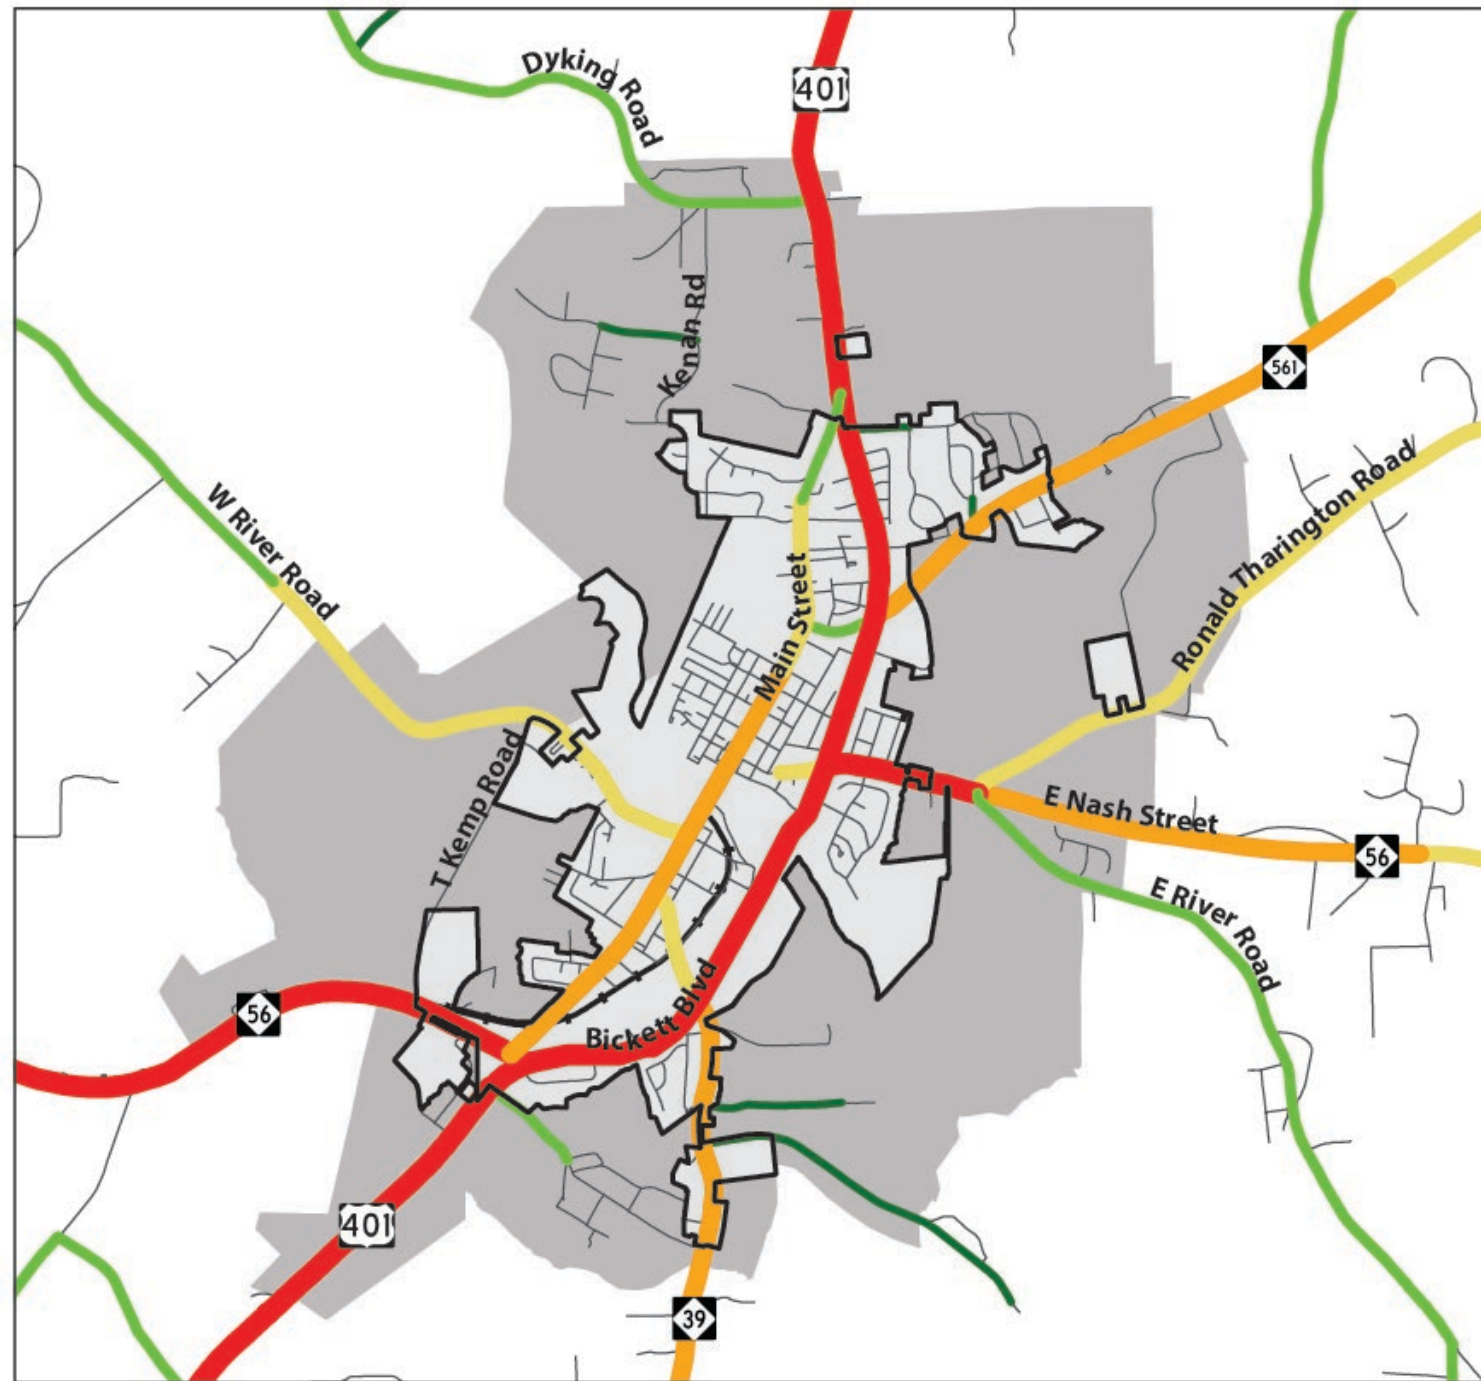 Dyking Road
401
Kenan Rd
561
W River Road
Ronald Tharington Road
Main Street
T Kemp Road
E Nash Street
56
E River Road
56
Bickett Blvd
401
39